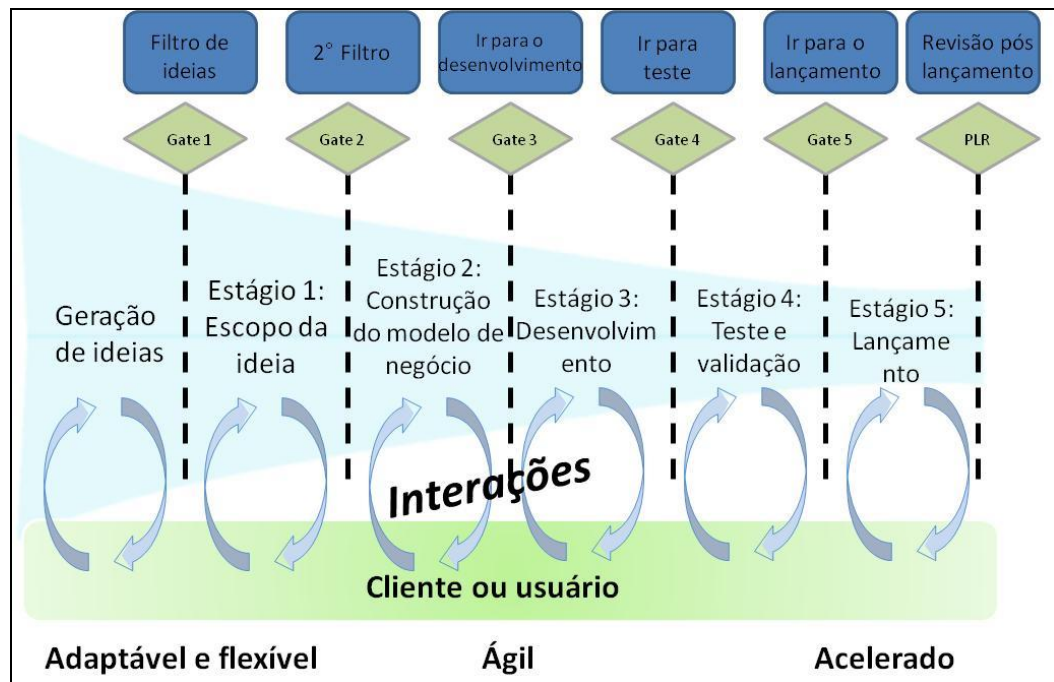 Filtro de
ideias
2° Filtro
Ir para o
desenvolvimento
Ir para
teste
Ir para o
lançamento
Revisão pós
lançamento
Gate 1
Gate 2
Gate 3
Gate 4
Gate 5
PLR
Geração
de ideias
Estágio 1:
Escopo da
ideia
Estágio 2:
Construção
do modelo de
negócio
Estágio 3:
Desenvolvim
ento
Estágio 4:
Teste e
validação
Estágio 5:
Lançame
nto
Interações
Cliente ou usuário
Adaptável e flexível
Ágil
Acelerado